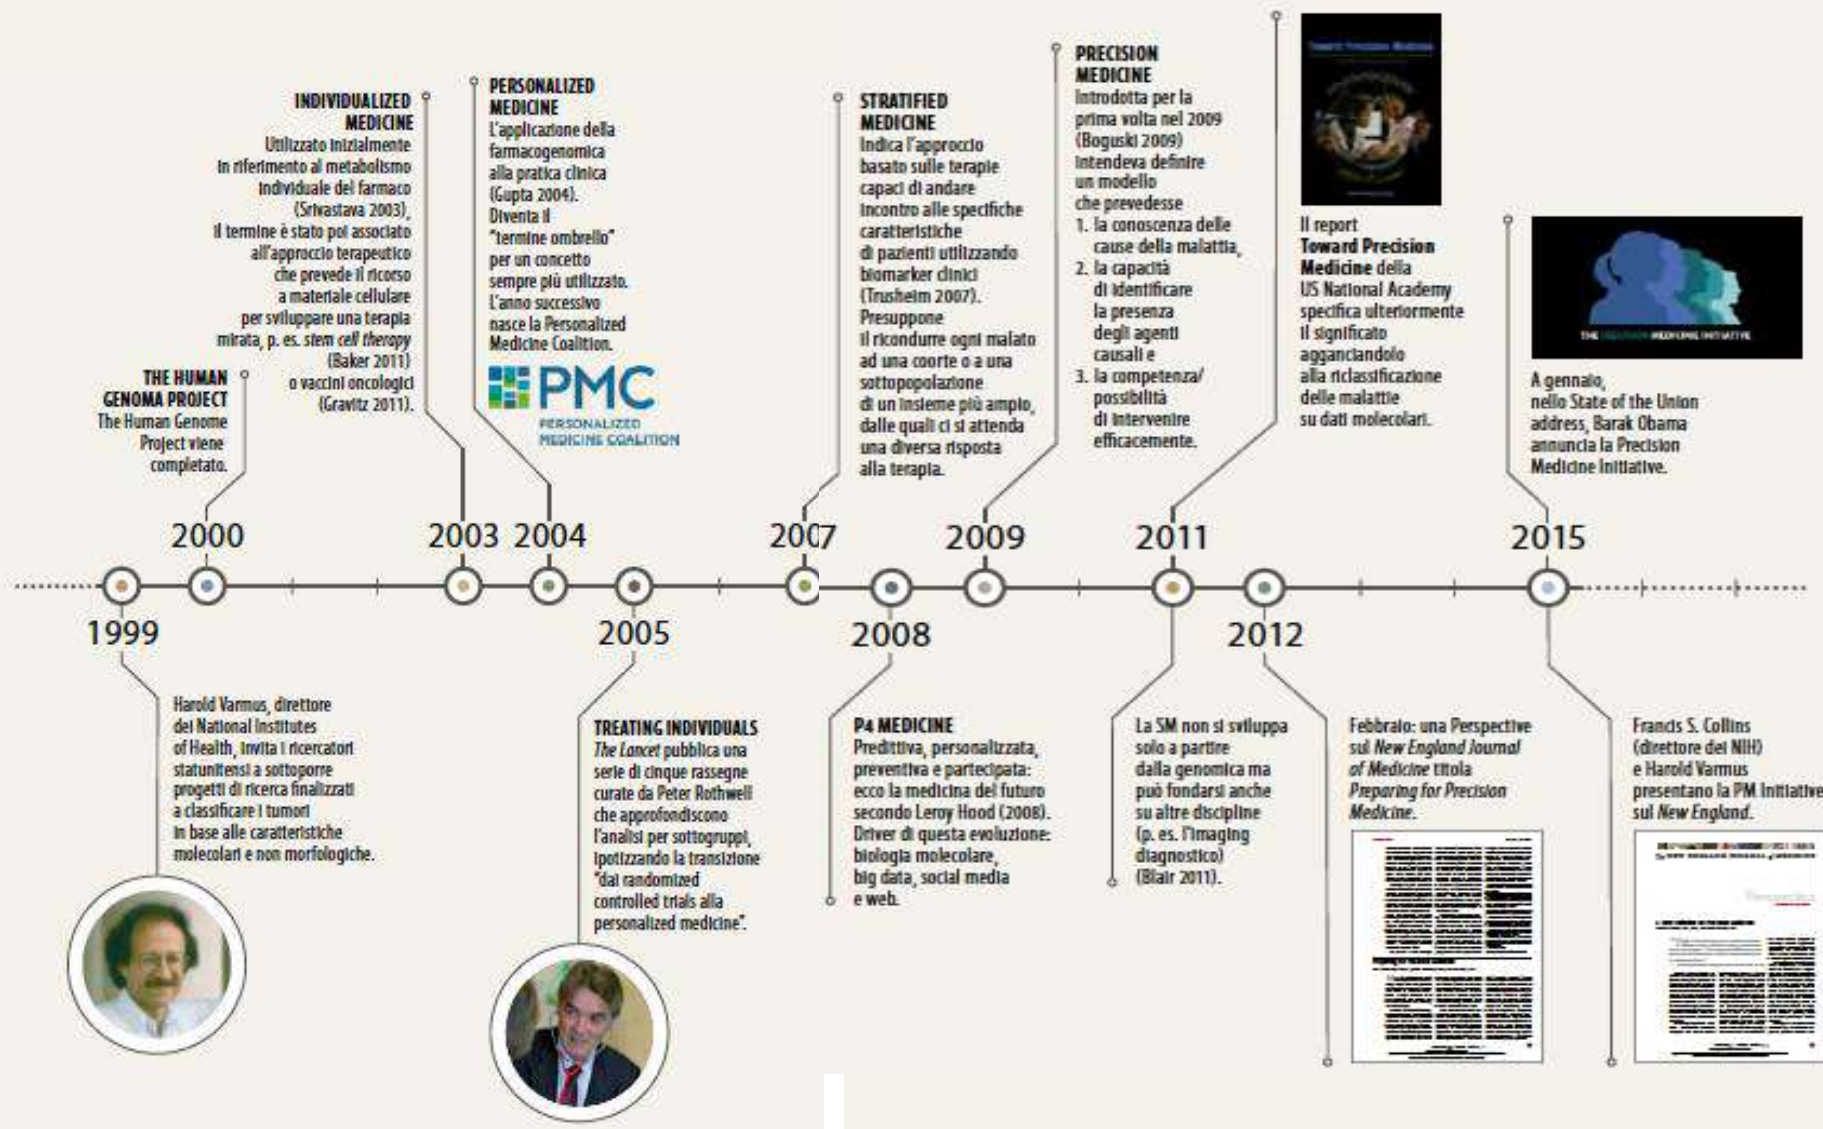 INDIVIDUALIZED
MEDICINE
Utilizzato inizialmente
in riferimento al metabolismo
individuale del farmaco
(Srivastava 2003),
il termine è stato poi associato
all'approccio terapeutico
che prevede il ricorso
a materiale cellulare
per sviluppare una terapia
mirata, p. es. stem cell therapy
(Baker 2011)
o vaccini oncologici
(Gravitz 2011).
THE HUMAN
GENOMA PROJECT
The Human Genome
Project viene
completato.
PERSONALIZED
MEDICINE
L'applicazione della
farmacogenomica
alla pratica clinica
(Gupta 2004).
Diventa il
"termine ombrello"
per un concetto
sempre più utilizzato.
L'anno successivo
nasce la Personalized
Medicine Coalition.
PMC
PERSONALIZED
MEDICINE COALITION
STRATIFIED
MEDICINE
Indica l'approccio
basato sulle terapie
capaci di andare
incontro alle specifiche
caratteristiche
di pazienti utilizzando
biomarker clinici
(Trusheim 2007).
Presuppone
il ricondurre ogni malato
ad una coorte o a una
sottopopolazione
di un insieme più ampio,
dalle quali ci si attenda
una diversa risposta
alla terapia.
PRECISION
MEDICINE
Introdotta per la
prima volta nel 2009
(Boguski 2009)
intendeva definire
un modello
che prevedesse
1. la conoscenza delle
cause della malattia,
2. la capacità
di identificare
la presenza
degli agenti
causali e
3. la competenza/
possibilità
di intervenire
efficacemente.
Toward Precision Medicine
Il report
Toward Precision
Medicine della
US National Academy
specifica ulteriormente
il significato
agganciandolo
alla riclassificazione
delle malattie
su dati molecolari.
THE PRECISION MEDICINE INITIATIVE
A gennaio,
nello State of the Union
address, Barak Obama
annuncia la Precision
Medicine Initiative.
2000
2003
2004
2007
2009
2011
2015
1999
2005
2008
2012
Harold Varmus, direttore
dei National Institutes
of Health, invita i ricercatori
statunitensi a sottoporre
progetti di ricerca finalizzati
a classificare i tumori
in base alle caratteristiche
molecolari e non morfologiche.
TREATING INDIVIDUALS
The Lancet pubblica una
serie di cinque rassegne
curate da Peter Rothwell
che approfondiscono
l'analisi per sottogruppi,
ipotizzando la transizione
"dai randomized
controlled trials alla
personalized medicine".
P4 MEDICINE
Predittiva, personalizzata,
preventiva e partecipata:
ecco la medicina del futuro
secondo Leroy Hood (2008).
Driver di questa evoluzione:
biologia molecolare,
big data, social media
e web.
La SM non si sviluppa
solo a partire
dalla genomica ma
può fondarsi anche
su altre discipline
(p. es. l'imaging
diagnostico)
(Blair 2011).
Febbraio: una Perspective
sul New England Journal
of Medicine titola
Preparing for Precision
Medicine.
Francis S. Collins
(direttore dei NIH)
e Harold Varmus
presentano la PM Initiative
sul New England.
The NEW ENGLAND JOURNAL of MEDICINE
Perspective